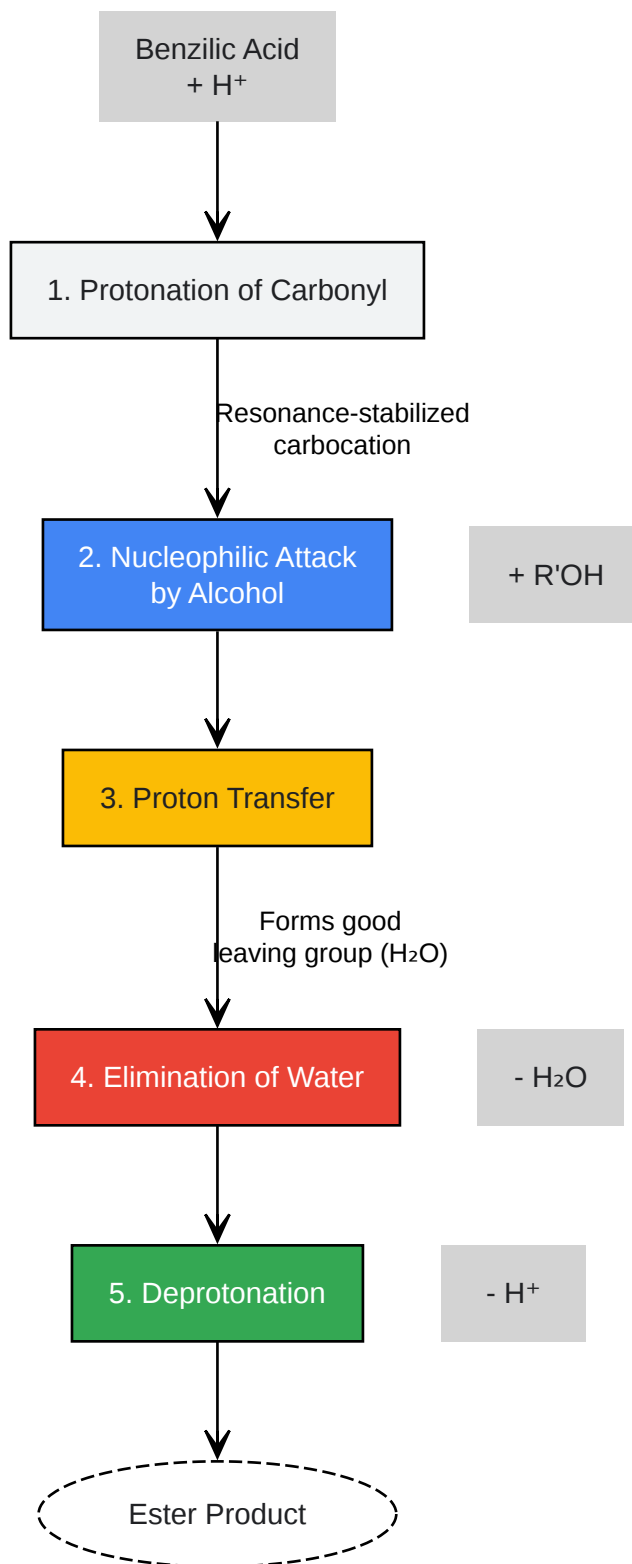 Benzilic Acid
+ H⁺
1. Protonation of Carbonyl
Resonance-stabilized
carbocation
2. Nucleophilic Attack
by Alcohol
+ R'OH
3. Proton Transfer
Forms good
leaving group (H₂O)
4. Elimination of Water
- H₂O
5. Deprotonation
- H⁺
Ester Product